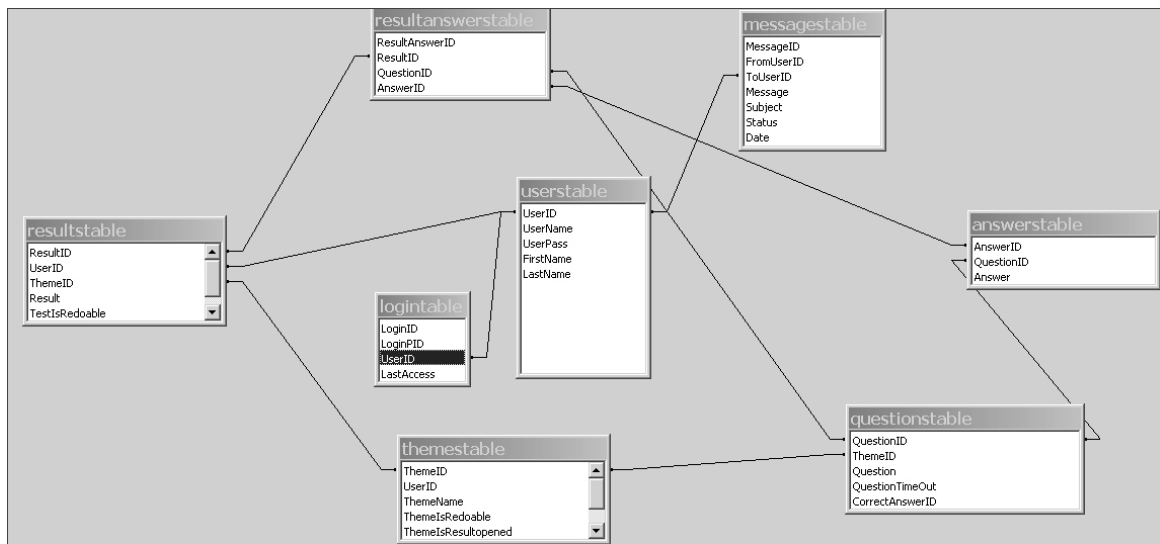 resultanswerstable
ResultAnswerID
ResultID
QuestionID
AnswerID
messagestable
MessageID
FromUserID
ToUserID
Message
Subject
Status
Date
userstable
UserID
UserName
UserPass
FirstName
LastName
resultstable
ResultID
UserID
ThemeID
Result
TestIsRedoable
answerstable
AnswerID
QuestionID
Answer
logintable
LoginID
LoginPID
UserID
LastAccess
themestable
ThemeID
UserID
ThemeName
ThemeIsRedoable
ThemeIsResultopened
questionstable
QuestionID
ThemeID
Question
QuestionTimeOut
CorrectAnswerID